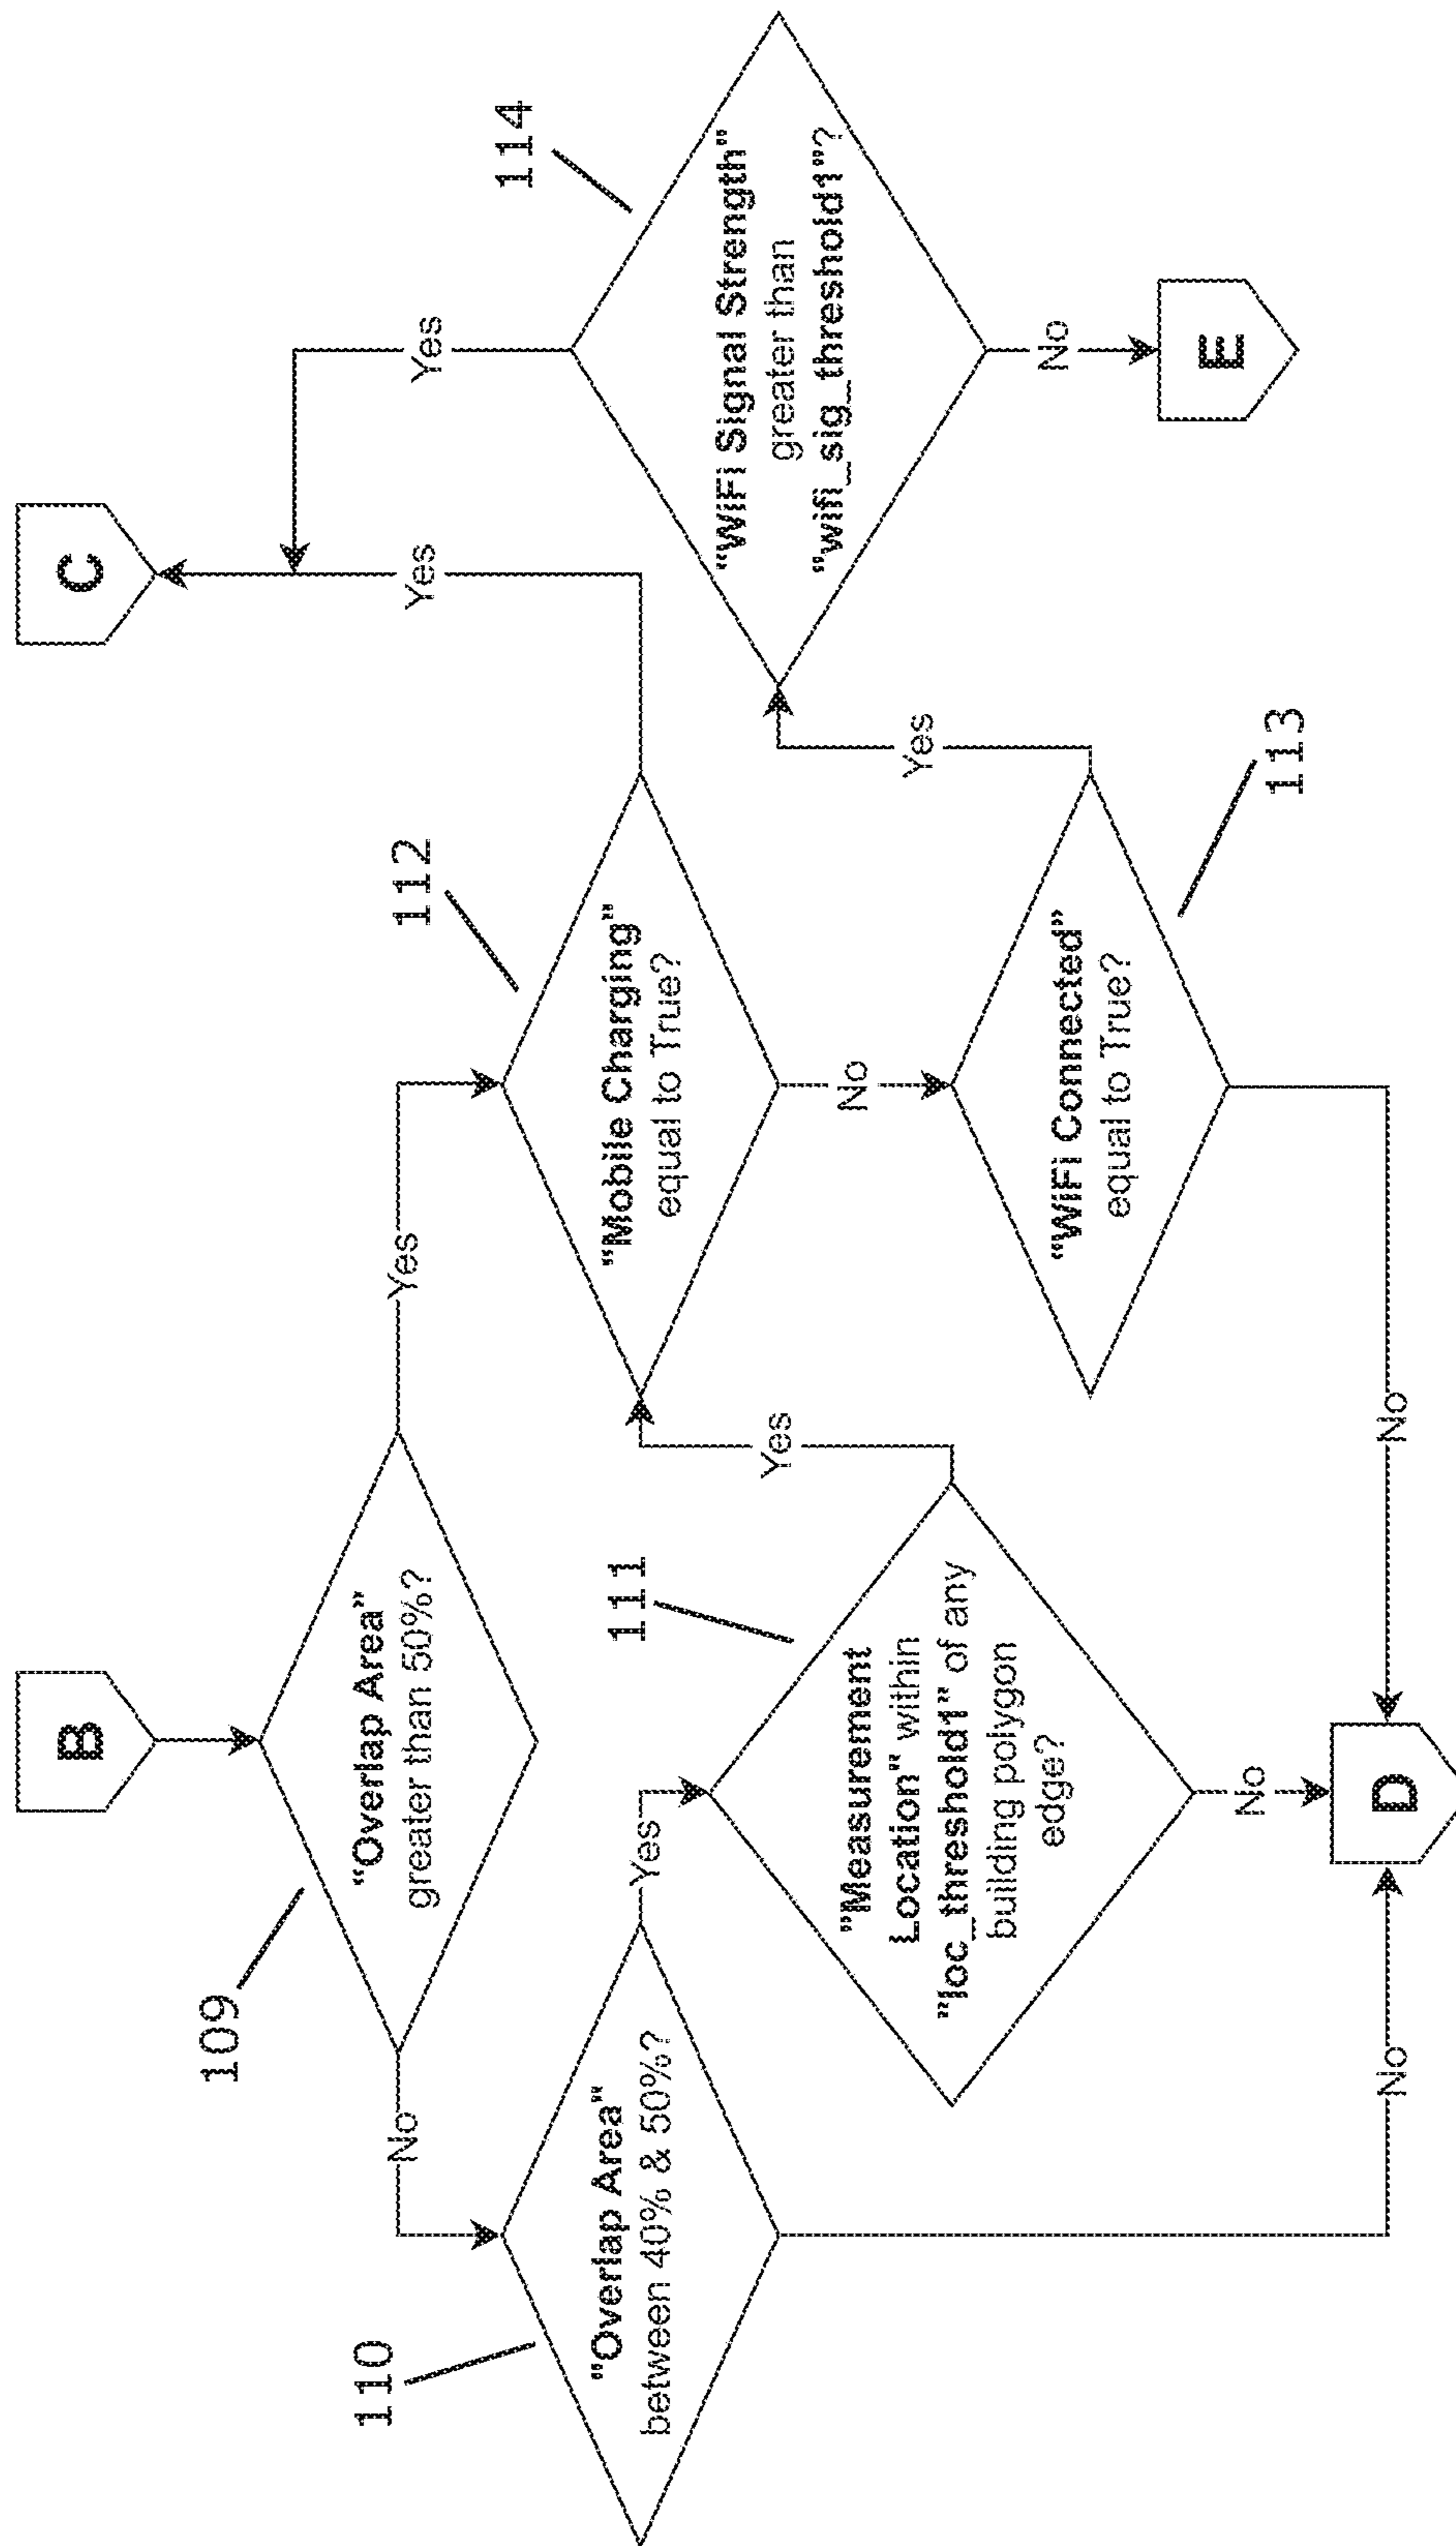 B
109
"Overlap Area"
greater than 50%?
No
Yes
110
"Overlap Area"
between 40% & 50%?
Yes
No
111
"Measurement
Location" within
"loc_threshold1" of any
building polygon
edge?
Yes
No
D
112
"Mobile Charging"
equal to True?
Yes
No
C
113
"WiFi Connected"
equal to True?
Yes
No
114
"WiFi Signal Strength"
greater than
"wifi_sig_threshold1"?
Yes
No
E